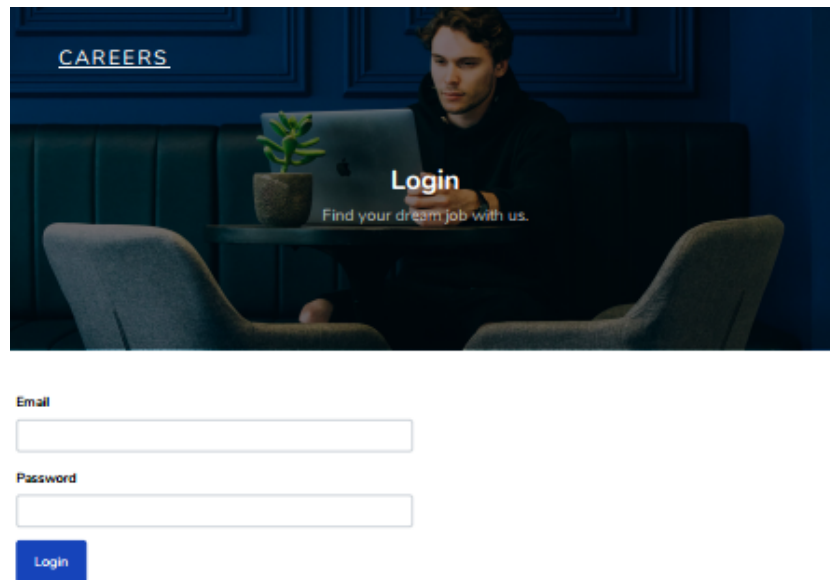 CAREERS
Login
Find your dream job with us.
Email
Password
Login